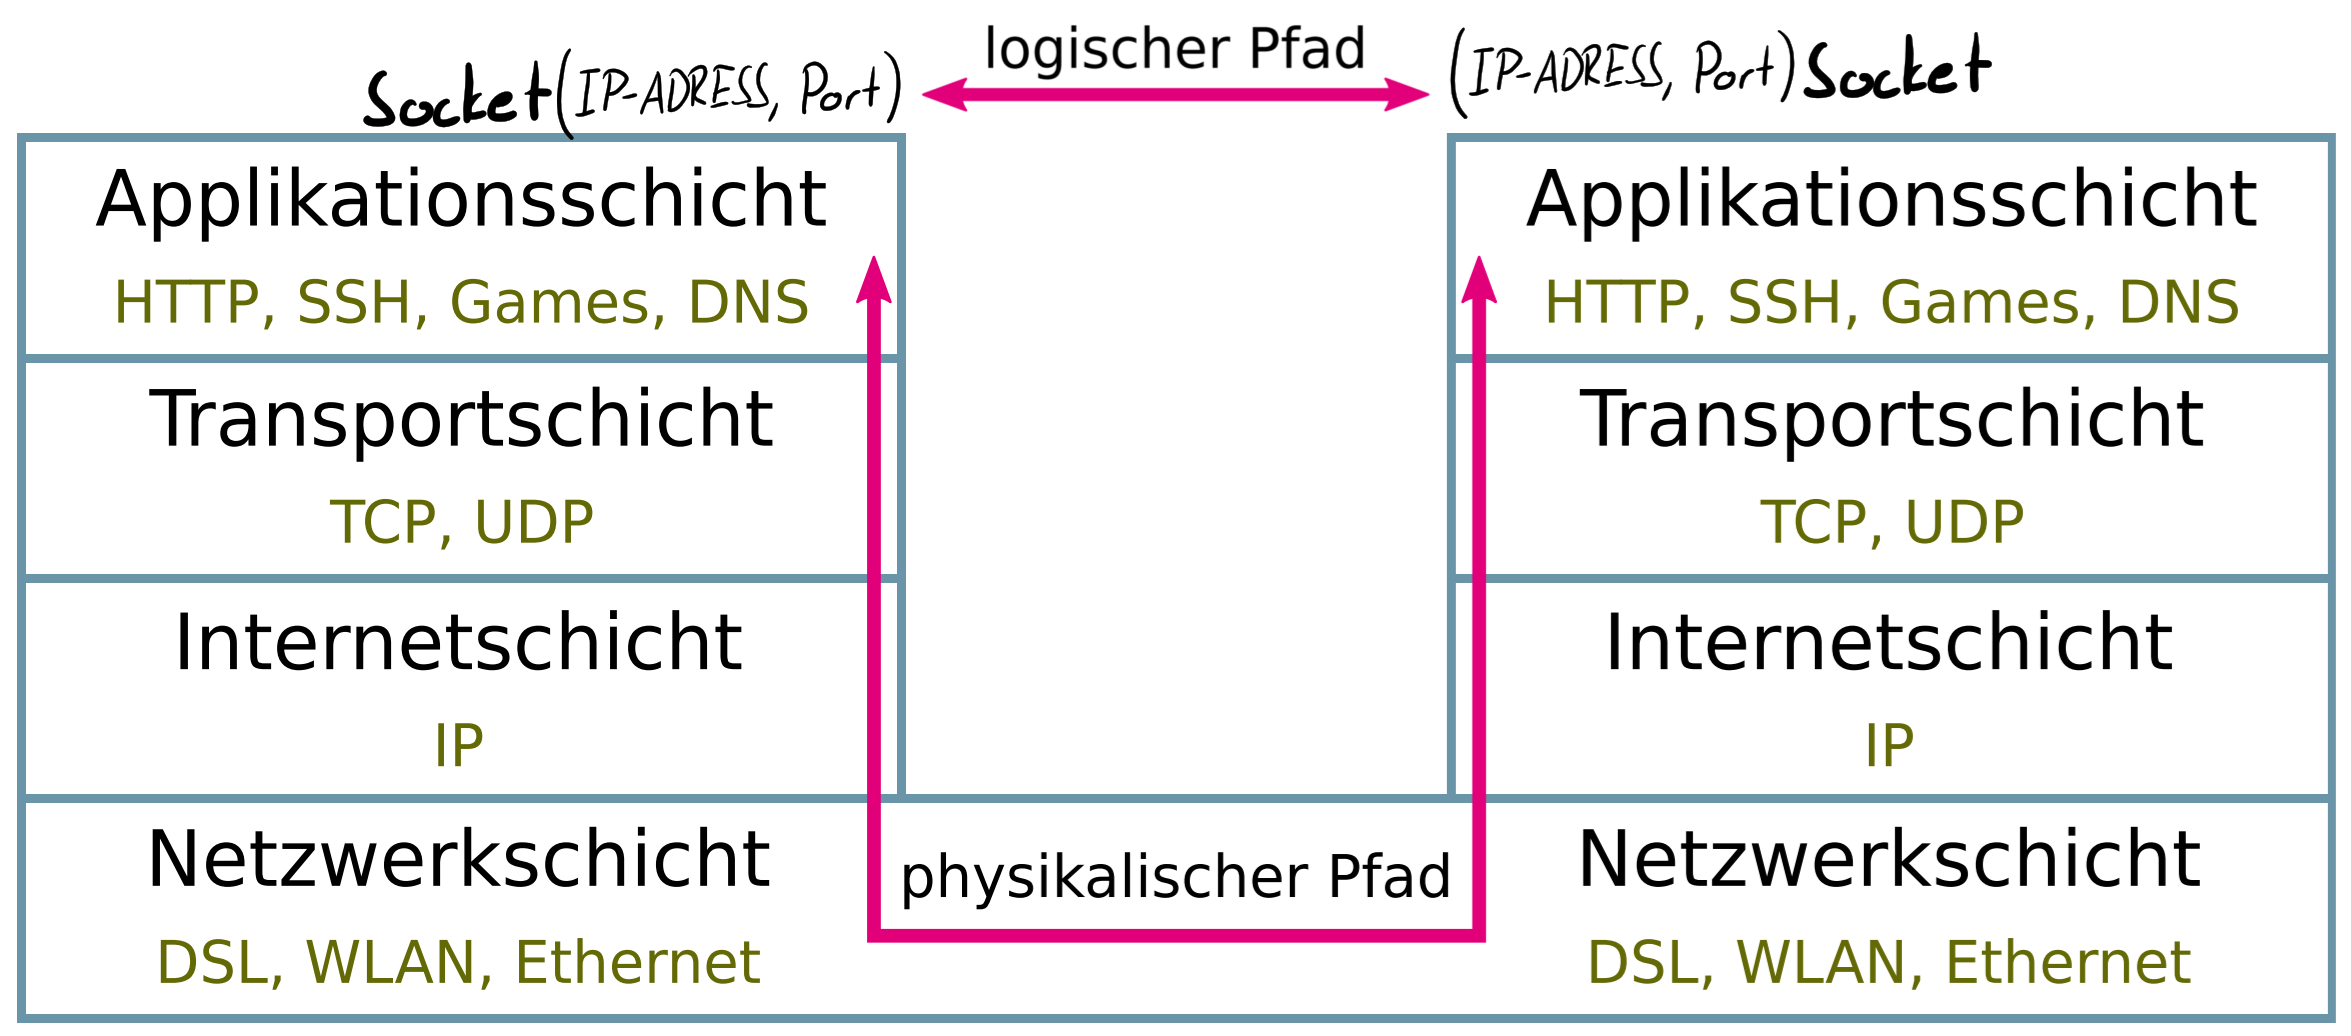 logischer Pfad
Socket (IP-ADRESS, Port)
(IP-ADRESS, Port) Socket
Applikationsschicht
HTTP, SSH, Games, DNS
Transportschicht
TCP, UDP
Internetschicht
IP
Netzwerkschicht
DSL, WLAN, Ethernet
physikalischer Pfad
Applikationsschicht
HTTP, SSH, Games, DNS
Transportschicht
TCP, UDP
Internetschicht
IP
Netzwerkschicht
DSL, WLAN, Ethernet